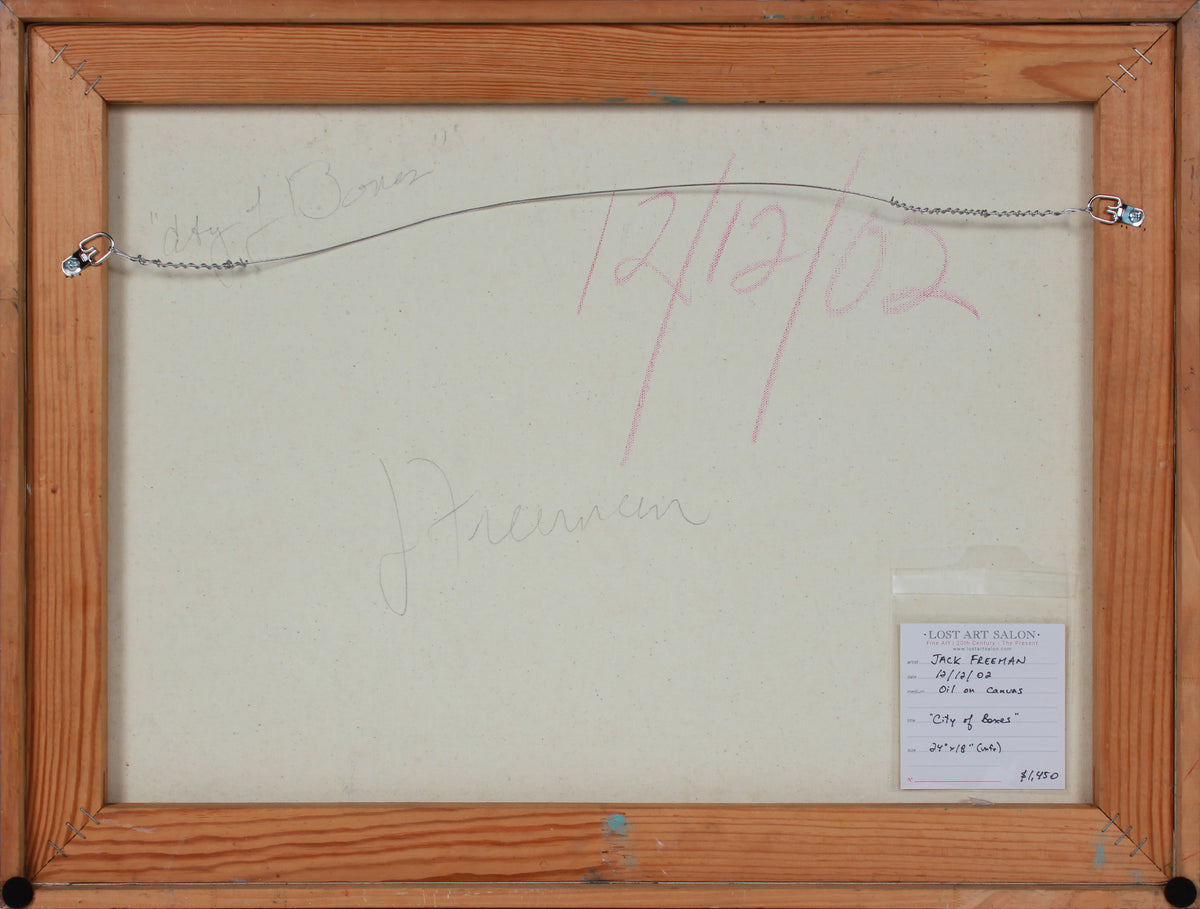 "City of Boxes"
12/12/02
J Freeman
·LOST ART SALON·
Fine Art | 20th Century - The Present
www.lostartsalon.com
artist JACK FREEMAN
date 12/12/02
medium Oil on Canvas
title "City of Boxes"
size 24"x18" (unfr)
$1,450